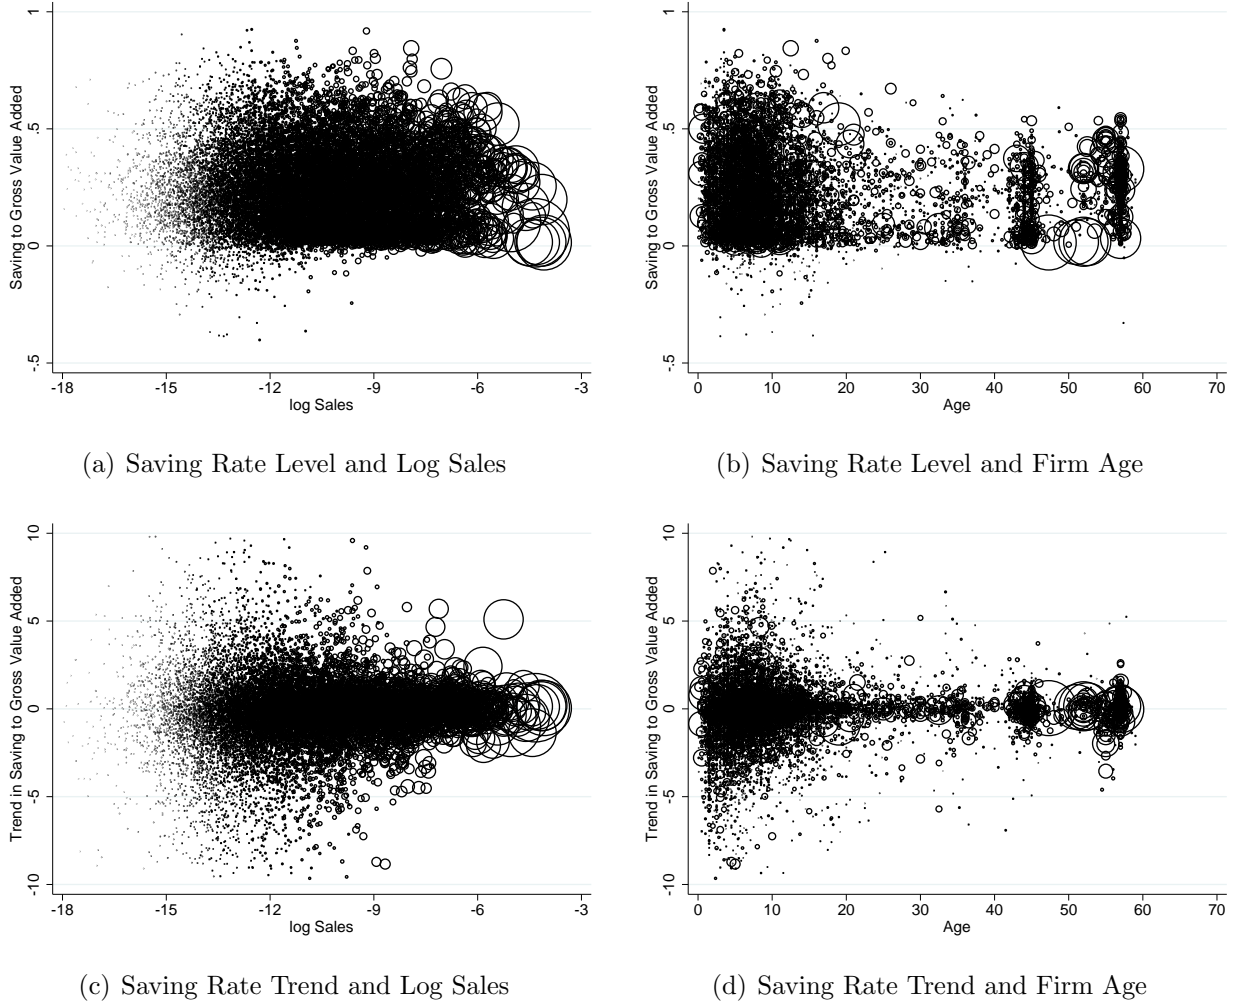 1
.5
0
-.5
Saving to Gross Value Added
-18 -15 -12 -9 -6 -3
log Sales
(a) Saving Rate Level and Log Sales
1
.5
0
-.5
Saving to Gross Value Added
0 10 20 30 40 50 60 70
Age
(b) Saving Rate Level and Firm Age
10
5
0
-5
-10
Trend in Saving to Gross Value Added
-18 -15 -12 -9 -6 -3
log Sales
(c) Saving Rate Trend and Log Sales
10
5
0
-5
-10
Trend in Saving to Gross Value Added
0 10 20 30 40 50 60 70
Age
(d) Saving Rate Trend and Firm Age